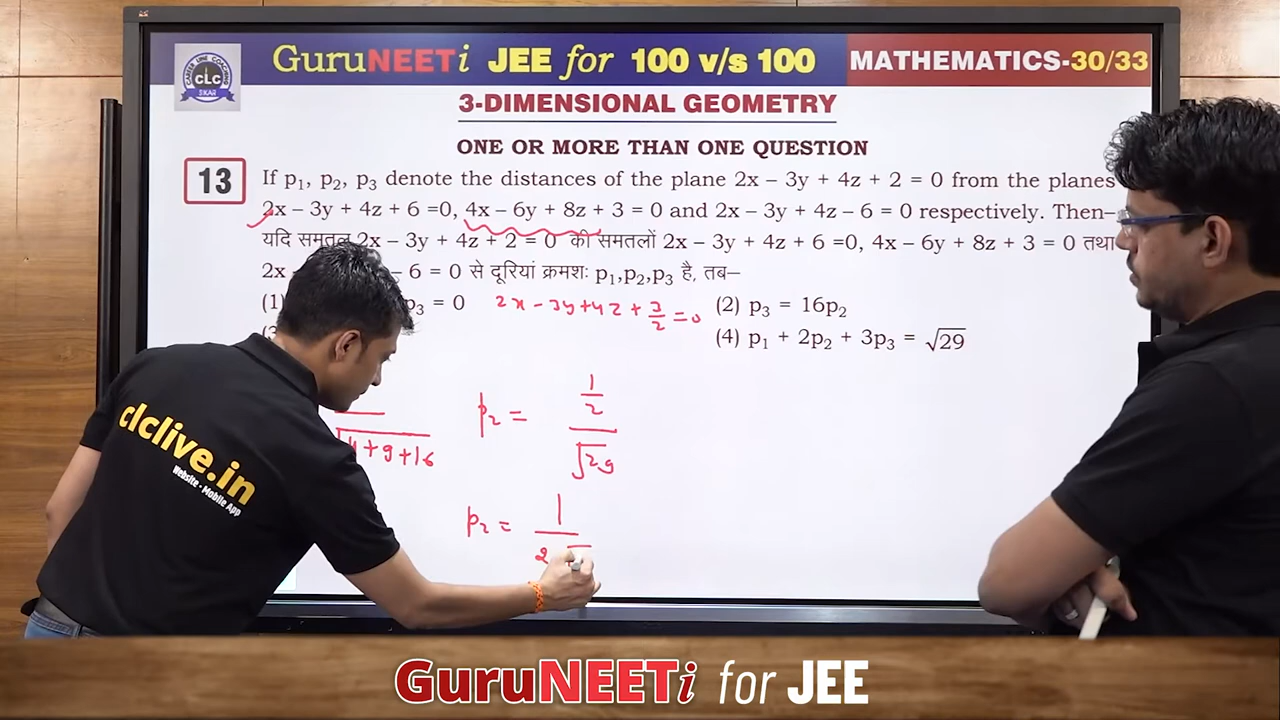 CLC
SIKAR
GuruNEETi JEE for 100 v/s 100
MATHEMATICS-30/33
3-DIMENSIONAL GEOMETRY
ONE OR MORE THAN ONE QUESTION
13
If p₁, p₂, p₃ denote the distances of the plane 2x – 3y + 4z + 2 = 0 from the planes
2x – 3y + 4z + 6 =0, 4x – 6y + 8z + 3 = 0 and 2x – 3y + 4z – 6 = 0 respectively. Then–
यदि समतल 2x – 3y + 4z + 2 = 0 की समतलों 2x – 3y + 4z + 6 =0, 4x – 6y + 8z + 3 = 0 तथा
2x – 6 = 0 से दूरियां क्रमशः p₁,p₂,p₃ है, तब–
(1) p₃ = 0
2x – 3y + 4z + 3/2 = 0
(2) p₃ = 16p₂
(4) p₁ + 2p₂ + 3p₃ = √29
√4+9+16
p₂ = 1/2 / √29
p₂ = 1 / 2
clclive.in
Website - Mobile App
GuruNEETi for JEE